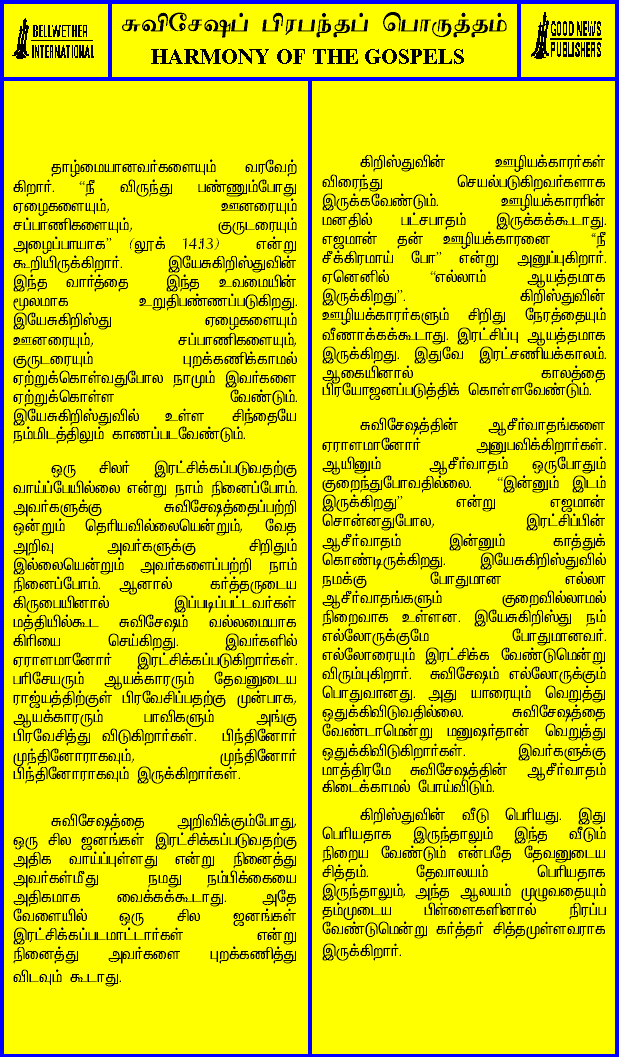 BELLWETHER
INTERNATIONAL
சுவிசேஷப் பிரபந்தப் பொருத்தம்
HARMONY OF THE GOSPELS
GOOD NEWS
PUBLISHERS
தாழ்மையானவர்களையும் வரவேற்
கிறார். “நீ விருந்து பண்ணும்போது
ஏழைகளையும், ஊனரையும்
சப்பாணிகளையும், குருடரையும்
அழைப்பாயாக” (லூக் 14:13) என்று
கூறியிருக்கிறார். இயேசுகிறிஸ்துவின்
இந்த வார்த்தை இந்த உவமையின்
மூலமாக உறுதிபண்ணப்படுகிறது.
இயேசுகிறிஸ்து ஏழைகளையும்
ஊனரையும், சப்பாணிகளையும்,
குருடரையும் புறக்கணிக்காமல்
ஏற்றுக்கொள்வதுபோல நாமும் இவர்களை
ஏற்றுக்கொள்ள வேண்டும்.
இயேசுகிறிஸ்துவில் உள்ள சிந்தையே
நம்மிடத்திலும் காணப்படவேண்டும்.
ஒரு சிலர் இரட்சிக்கப்படுவதற்கு
வாய்ப்பேயில்லை என்று நாம் நினைப்போம்.
அவர்களுக்கு சுவிசேஷத்தைப்பற்றி
ஒன்றும் தெரியவில்லையென்றும், வேத
அறிவு அவர்களுக்கு சிறிதும்
இல்லையென்றும் அவர்களைப்பற்றி நாம்
நினைப்போம். ஆனால் கர்த்தருடைய
கிருபையினால் இப்படிப்பட்டவர்கள்
மத்தியில்கூட சுவிசேஷம் வல்லமையாக
கிரியை செய்கிறது. இவர்களில்
ஏராளமானோர் இரட்சிக்கப்படுகிறார்கள்.
பரிசேயரும் ஆயக்காரரும் தேவனுடைய
ராஜ்யத்திற்குள் பிரவேசிப்பதற்கு முன்பாக,
ஆயக்காரரும் பாவிகளும் அங்கு
பிரவேசித்து விடுகிறார்கள். பிந்தினோர்
முந்தினோராகவும், முந்தினோர்
பிந்தினோராகவும் இருக்கிறார்கள்.
சுவிசேஷத்தை அறிவிக்கும்போது,
ஒரு சில ஜனங்கள் இரட்சிக்கப்படுவதற்கு
அதிக வாய்ப்புள்ளது என்று நினைத்து
அவர்கள்மீது நமது நம்பிக்கையை
அதிகமாக வைக்கக்கூடாது. அதே
வேளையில் ஒரு சில ஜனங்கள்
இரட்சிக்கப்படமாட்டார்கள் என்று
நினைத்து அவர்களை புறக்கணித்து
விடவும் கூடாது.
கிறிஸ்துவின் ஊழியக்காரர்கள்
விரைந்து செயல்படுகிறவர்களாக
இருக்கவேண்டும். ஊழியக்காரரின்
மனதில் பட்சபாதம் இருக்கக்கூடாது.
எஜமான் தன் ஊழியக்காரனை “நீ
சீக்கிரமாய் போ” என்று அனுப்புகிறார்.
ஏனெனில் “எல்லாம் ஆயத்தமாக
இருக்கிறது”. கிறிஸ்துவின்
ஊழியக்காரர்களும் சிறிது நேரத்தையும்
வீணாக்கக்கூடாது. இரட்சிப்பு ஆயத்தமாக
இருக்கிறது. இதுவே இரட்சணியக்காலம்.
ஆகையினால் காலத்தை
பிரயோஜனப்படுத்திக் கொள்ளவேண்டும்.
சுவிசேஷத்தின் ஆசீர்வாதங்களை
ஏராளமானோர் அனுபவிக்கிறார்கள்.
ஆயினும் ஆசீர்வாதம் ஒருபோதும்
குறைந்துபோவதில்லை. “இன்னும் இடம்
இருக்கிறது” என்று எஜமான்
சொன்னதுபோல, இரட்சிப்பின்
ஆசீர்வாதம் இன்னும் காத்துக்
கொண்டிருக்கிறது. இயேசுகிறிஸ்துவில்
நமக்கு போதுமான எல்லா
ஆசீர்வாதங்களும் குறைவில்லாமல்
நிறைவாக உள்ளன. இயேசுகிறிஸ்து நம்
எல்லோருக்குமே போதுமானவர்.
எல்லோரையும் இரட்சிக்க வேண்டுமென்று
விரும்புகிறார். சுவிசேஷம் எல்லோருக்கும்
பொதுவானது. அது யாரையும் வெறுத்து
ஒதுக்கிவிடுவதில்லை. சுவிசேஷத்தை
வேண்டாமென்று மனுஷர்தான் வெறுத்து
ஒதுக்கிவிடுகிறார்கள். இவர்களுக்கு
மாத்திரமே சுவிசேஷத்தின் ஆசீர்வாதம்
கிடைக்காமல் போய்விடும்.
கிறிஸ்துவின் வீடு பெரியது. இது
பெரியதாக இருந்தாலும் இந்த வீடும்
நிறைய வேண்டும் என்பதே தேவனுடைய
சித்தம். தேவாலயம் பெரியதாக
இருந்தாலும், அந்த ஆலயம் முழுவதையும்
தம்முடைய பிள்ளைகளினால் நிரப்ப
வேண்டுமென்று கர்த்தர் சித்தமுள்ளவராக
இருக்கிறார்.